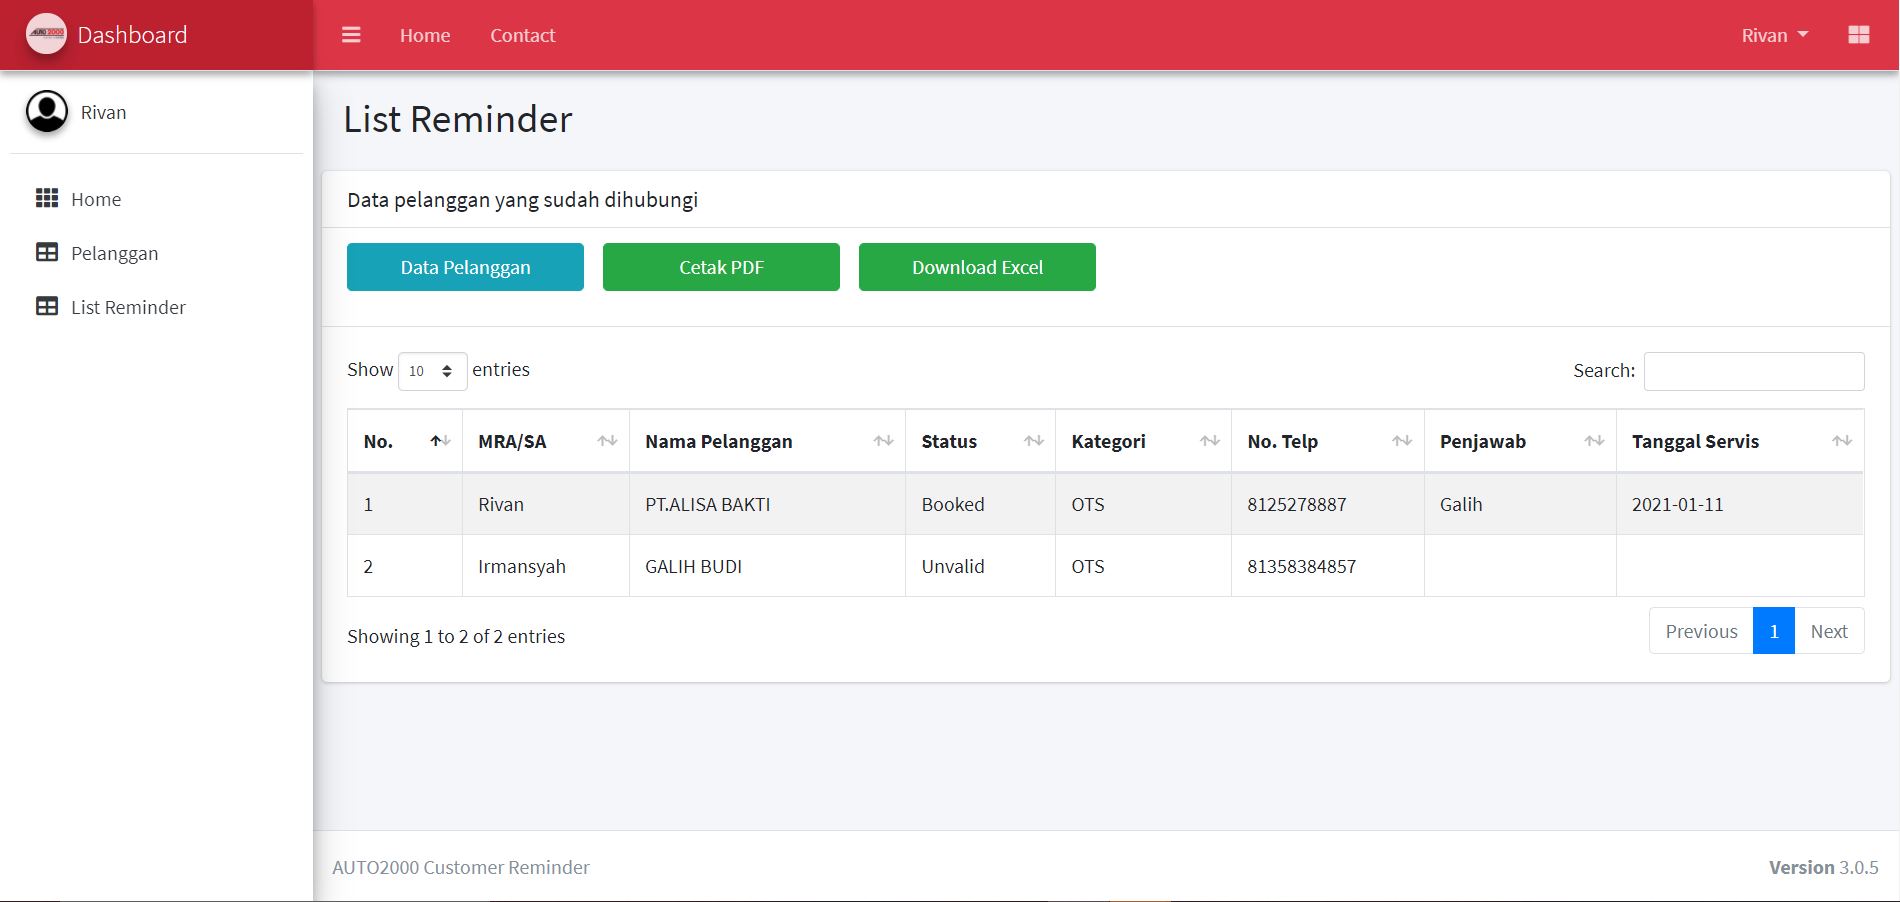 AUTO 2000 Dashboard Home Contact Rivan
Rivan
Home
Pelanggan
List Reminder
List Reminder
Data pelanggan yang sudah dihubungi
Data Pelanggan Cetak PDF Download Excel
Show 10 entries Search:
No. MRA/SA Nama Pelanggan Status Kategori No. Telp Penjawab Tanggal Servis
1 Rivan PT.ALISA BAKTI Booked OTS 8125278887 Galih 2021-01-11
2 Irmansyah GALIH BUDI Unvalid OTS 81358384857
Showing 1 to 2 of 2 entries Previous 1 Next
AUTO2000 Customer Reminder Version 3.0.5